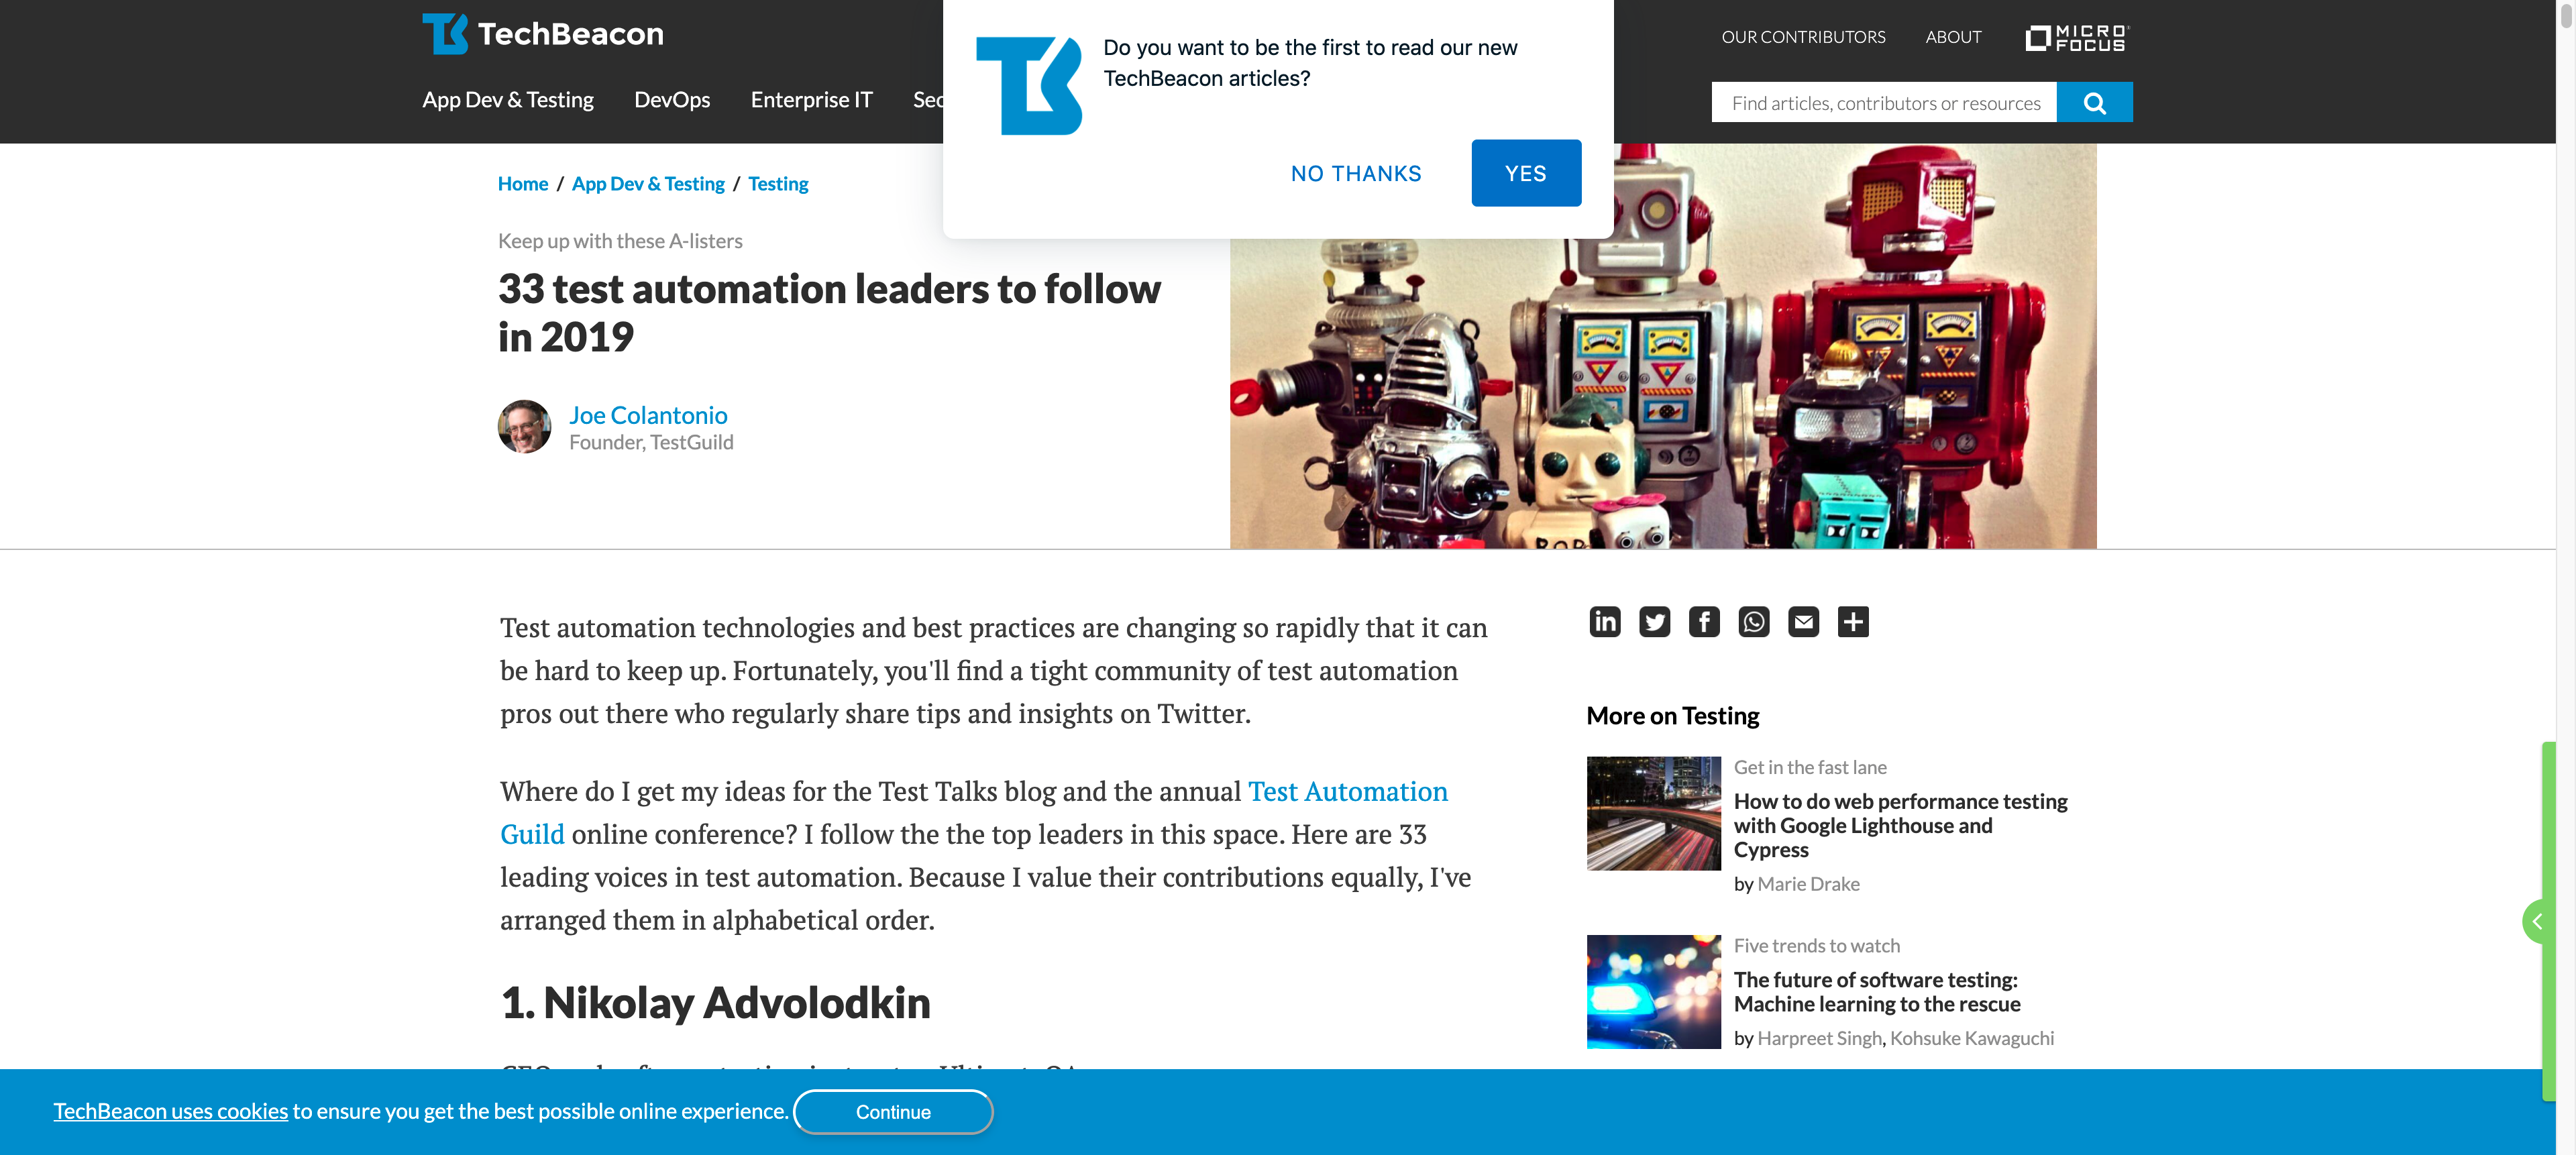 TechBeacon
OUR CONTRIBUTORS
ABOUT
MICRO
FOCUS
App Dev & Testing
DevOps
Enterprise IT
Find articles, contributors or resources
Do you want to be the first to read our new
TechBeacon articles?
NO THANKS
YES
Home / App Dev & Testing / Testing
Keep up with these A-listers
33 test automation leaders to follow
in 2019
Joe Colantonio
Founder, TestGuild
Test automation technologies and best practices are changing so rapidly that it can
be hard to keep up. Fortunately, you'll find a tight community of test automation
pros out there who regularly share tips and insights on Twitter.
Where do I get my ideas for the Test Talks blog and the annual Test Automation
Guild online conference? I follow the the top leaders in this space. Here are 33
leading voices in test automation. Because I value their contributions equally, I've
arranged them in alphabetical order.
1. Nikolay Advolodkin
More on Testing
Get in the fast lane
How to do web performance testing
with Google Lighthouse and
Cypress
by Marie Drake
Five trends to watch
The future of software testing:
Machine learning to the rescue
by Harpreet Singh, Kohsuke Kawaguchi
TechBeacon uses cookies to ensure you get the best possible online experience.
Continue